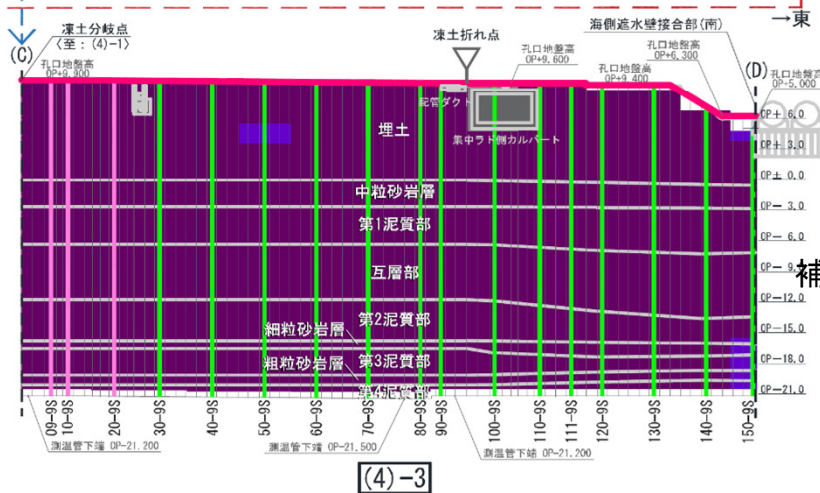 →東
凍土分岐点
〈至：(4)-1〉
凍土折れ点
海側遮水壁接合部(南)
(C)
孔口地盤高
OP+9.900
孔口地盤高
OP+9.600
孔口地盤高
OP+9.400
孔口地盤高
OP+6.300
(D)
孔口地盤高
OP+5.000
配管ダクト
集中ラド側カルバート
埋土
中粒砂岩層
第1泥質部
互層部
第2泥質部
細粒砂岩層
第3泥質部
粗粒砂岩層
第4泥質部
OP+ 6.0
OP+ 3.0
OP± 0.0
OP- 3.0
OP- 6.0
OP- 9.
補
OP-12.0
OP-15.0
OP-18.0
OP-21.0
09-9S
10-9S
20-9S
30-9S
40-9S
50-9S
60-9S
70-9S
80-9S
90-9S
100-9S
110-9S
111-9S
120-9S
130-9S
140-9S
150-9S
測温管下端 OP-21.200
測温管下端 OP-21.500
測温管下端 OP-21.200
(4)-3